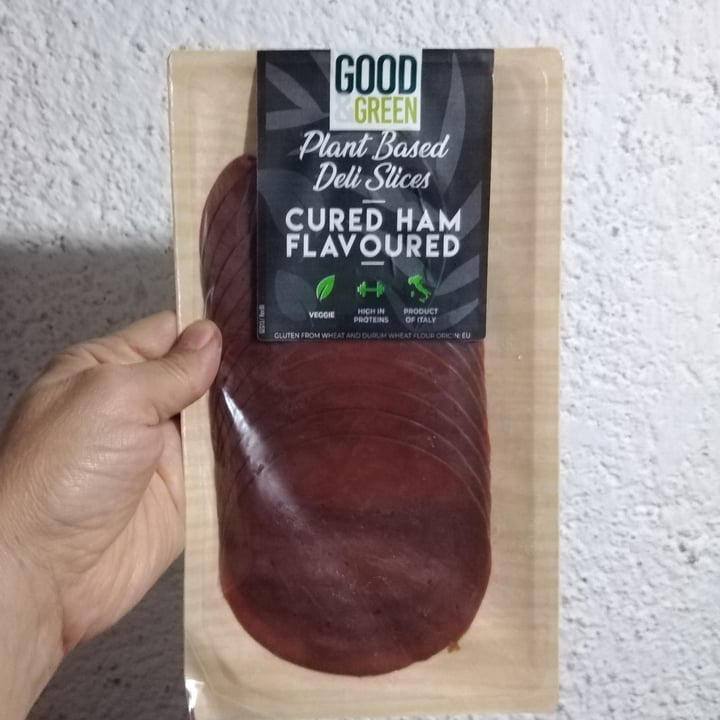 GOOD
&GREEN
Plant Based
Deli Slices
CURED HAM
FLAVOURED
VEGGIE
HIGH IN
PROTEINS
PRODUCT
OF ITALY
GLUTEN FROM WHEAT AND DURUM WHEAT FLOUR ORIGIN: EU